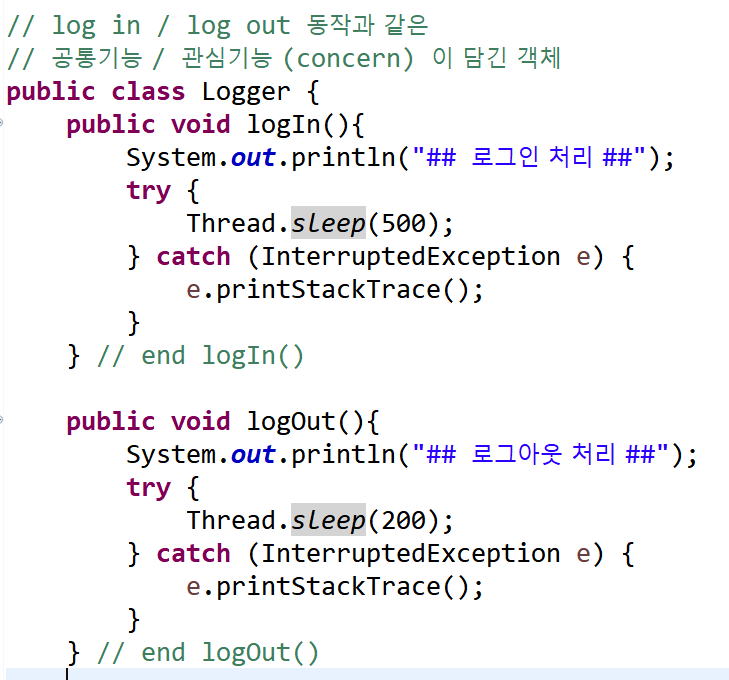 // log in / log out 동작과 같은
// 공통기능 / 관심기능 (concern) 이 담긴 객체
public class Logger {
    public void logIn(){
        System.out.println("## 로그인 처리 ##");
        try {
            Thread.sleep(500);
        } catch (InterruptedException e) {
            e.printStackTrace();
        }
    } // end logIn()

    public void logOut(){
        System.out.println("## 로그아웃 처리 ##");
        try {
            Thread.sleep(200);
        } catch (InterruptedException e) {
            e.printStackTrace();
        }
    } // end logOut()